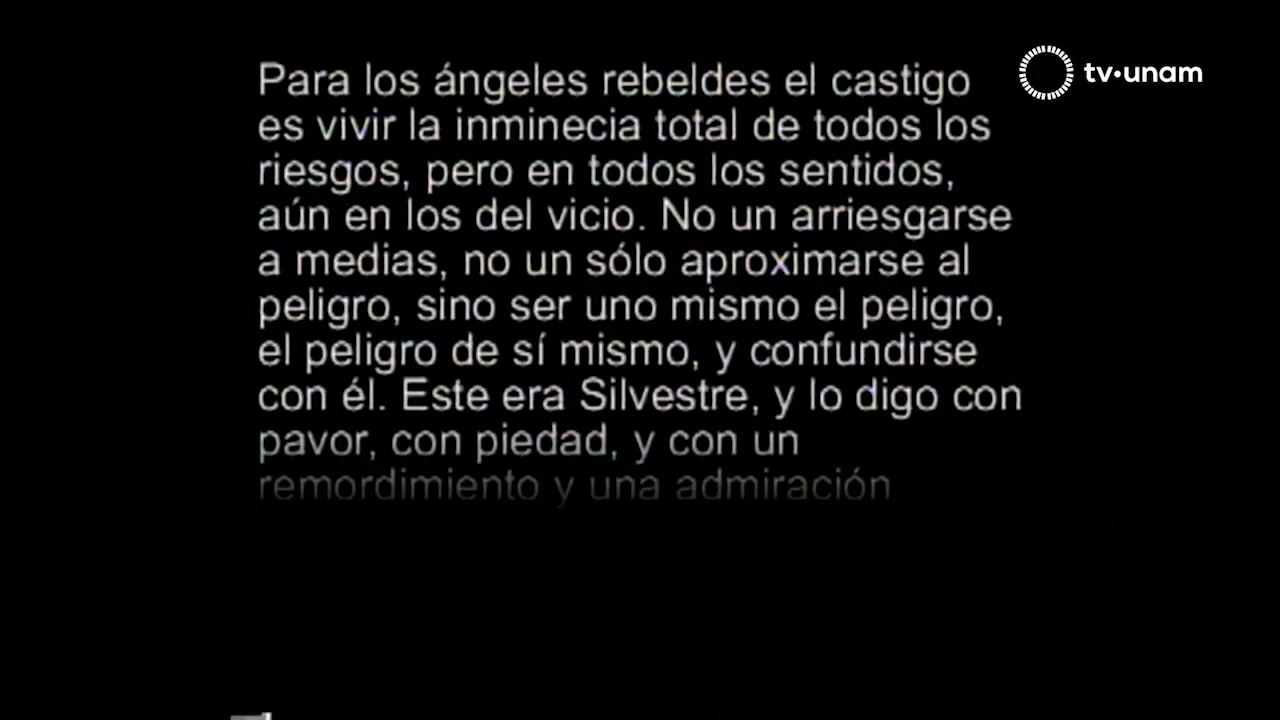 tv·unam
Para los ángeles rebeldes el castigo
es vivir la inminecia total de todos los
riesgos, pero en todos los sentidos,
aún en los del vicio. No un arriesgarse
a medias, no un sólo aproximarse al
peligro, sino ser uno mismo el peligro,
el peligro de sí mismo, y confundirse
con él. Este era Silvestre, y lo digo con
pavor, con piedad, y con un
remordimiento y una admiración